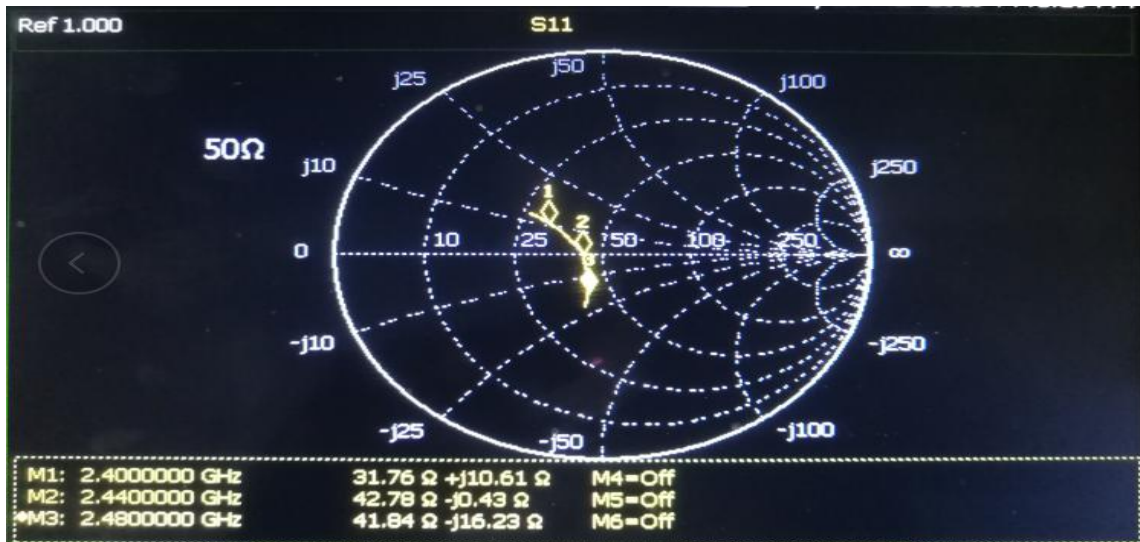 Ref 1.000
S11
j50
j25
j100
50Ω
j10
j250
1
2
0
10
25
50
100
250
∞
3
-j10
-j250
-j25
-j50
-j100
M1: 2.4000000 GHz 31.76 Ω +j10.61 Ω M4=Off
M2: 2.4400000 GHz 42.78 Ω -j0.43 Ω M5=Off
M3: 2.4800000 GHz 41.84 Ω -j16.23 Ω M6=Off